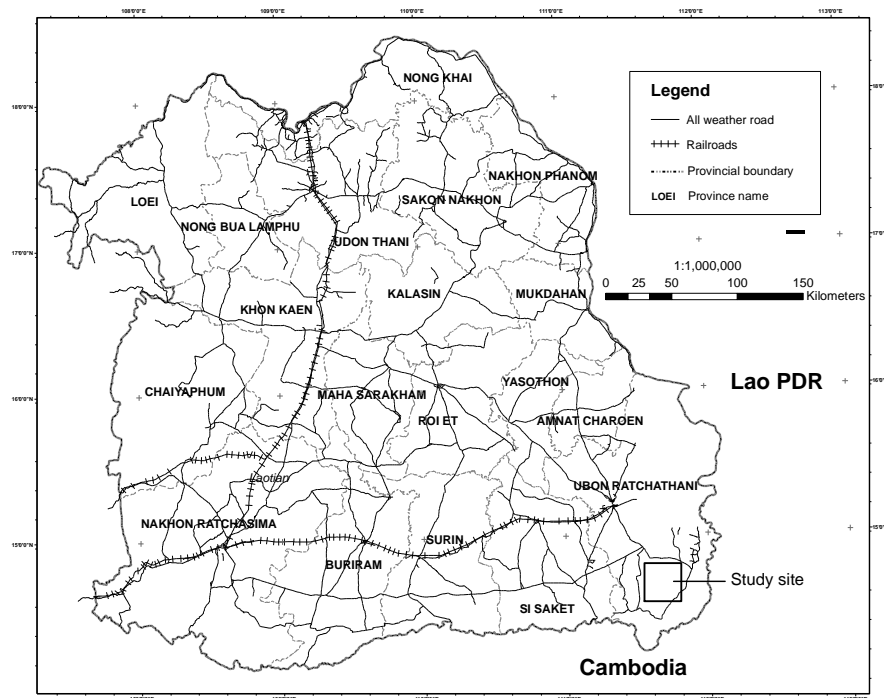 NONG KHAI
Legend
All weather road
Railroads
Provincial boundary
LOEI Province name
NAKHON PHANOM
LOEI
SAKON NAKHON
NONG BUA LAMPHU
UDON THANI
1:1,000,000
0 25 50 100 150
Kilometers
KALASIN
MUKDAHAN
KHON KAEN
Lao PDR
CHAIYAPHUM
MAHA SARAKHAM
YASOTHON
ROI ET
AMNAT CHAROEN
Laotian
UBON RATCHATHANI
NAKHON RATCHASIMA
SURIN
BURIRAM
Study site
SI SAKET
Cambodia